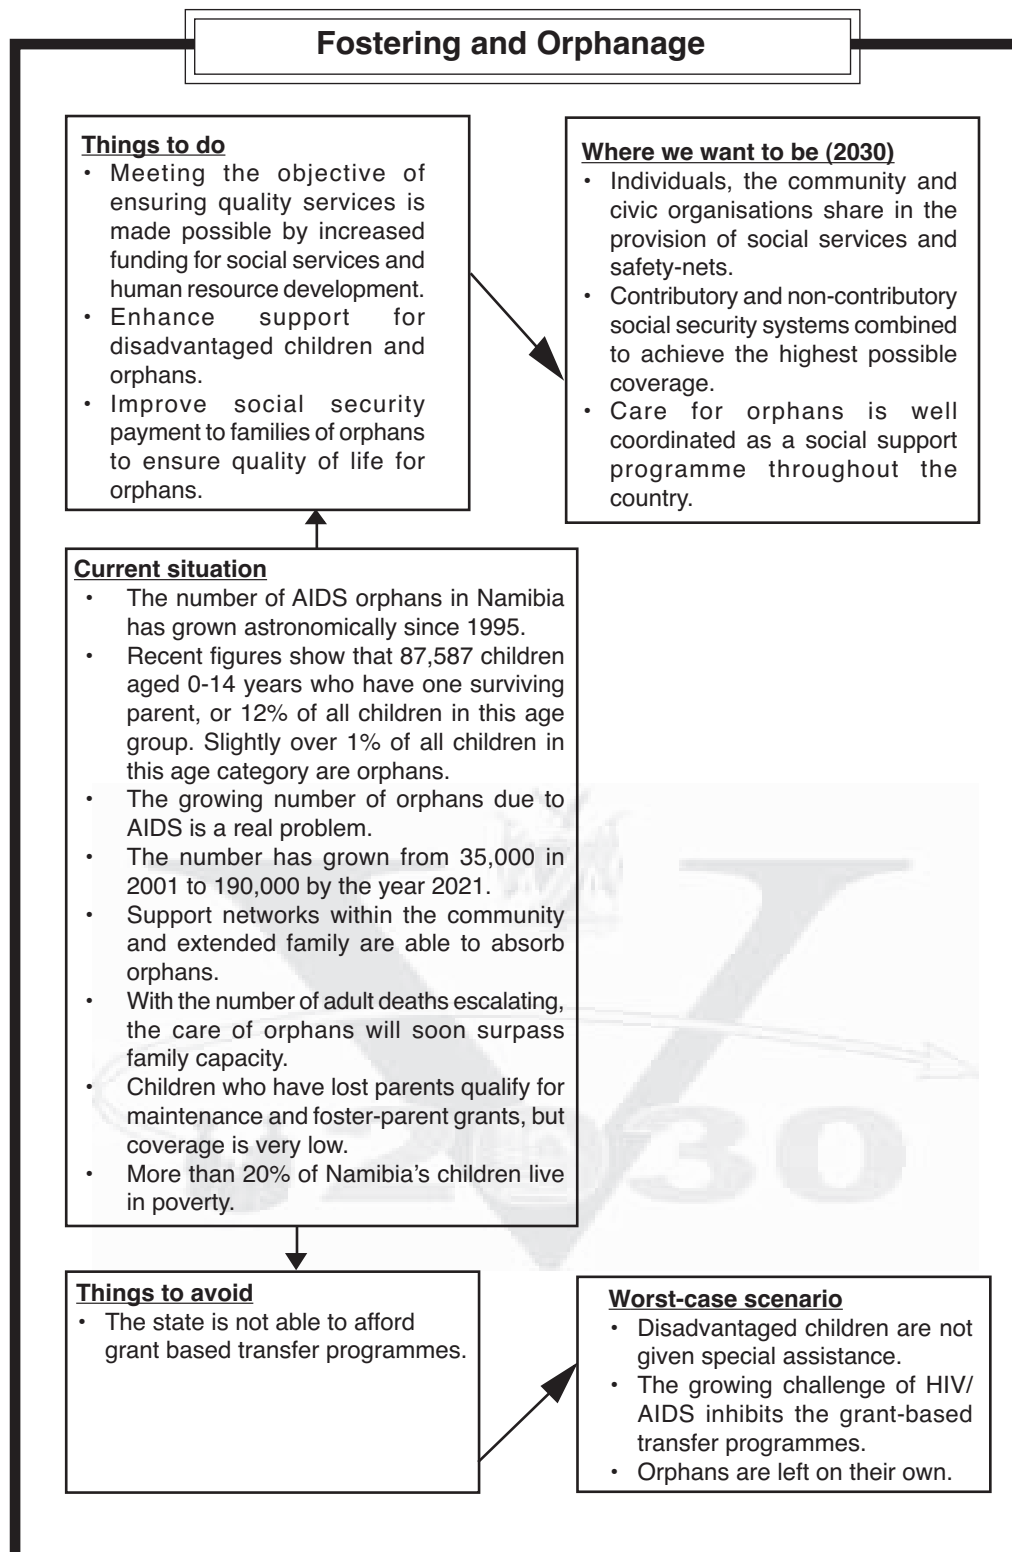 Fostering and Orphanage
Things to do
• Meeting the objective of
ensuring quality services is
made possible by increased
funding for social services and
human resource development.
• Enhance support for
disadvantaged children and
orphans.
• Improve social security
payment to families of orphans
to ensure quality of life for
orphans.
Where we want to be (2030)
• Individuals, the community and
civic organisations share in the
provision of social services and
safety-nets.
• Contributory and non-contributory
social security systems combined
to achieve the highest possible
coverage.
• Care for orphans is well
coordinated as a social support
programme throughout the
country.
Current situation
• The number of AIDS orphans in Namibia
has grown astronomically since 1995.
• Recent figures show that 87,587 children
aged 0-14 years who have one surviving
parent, or 12% of all children in this age
group. Slightly over 1% of all children in
this age category are orphans.
• The growing number of orphans due to
AIDS is a real problem.
• The number has grown from 35,000 in
2001 to 190,000 by the year 2021.
• Support networks within the community
and extended family are able to absorb
orphans.
• With the number of adult deaths escalating,
the care of orphans will soon surpass
family capacity.
• Children who have lost parents qualify for
maintenance and foster-parent grants, but
coverage is very low.
• More than 20% of Namibia's children live
in poverty.
V
2030
Things to avoid
• The state is not able to afford
grant based transfer programmes.
Worst-case scenario
• Disadvantaged children are not
given special assistance.
• The growing challenge of HIV/
AIDS inhibits the grant-based
transfer programmes.
• Orphans are left on their own.